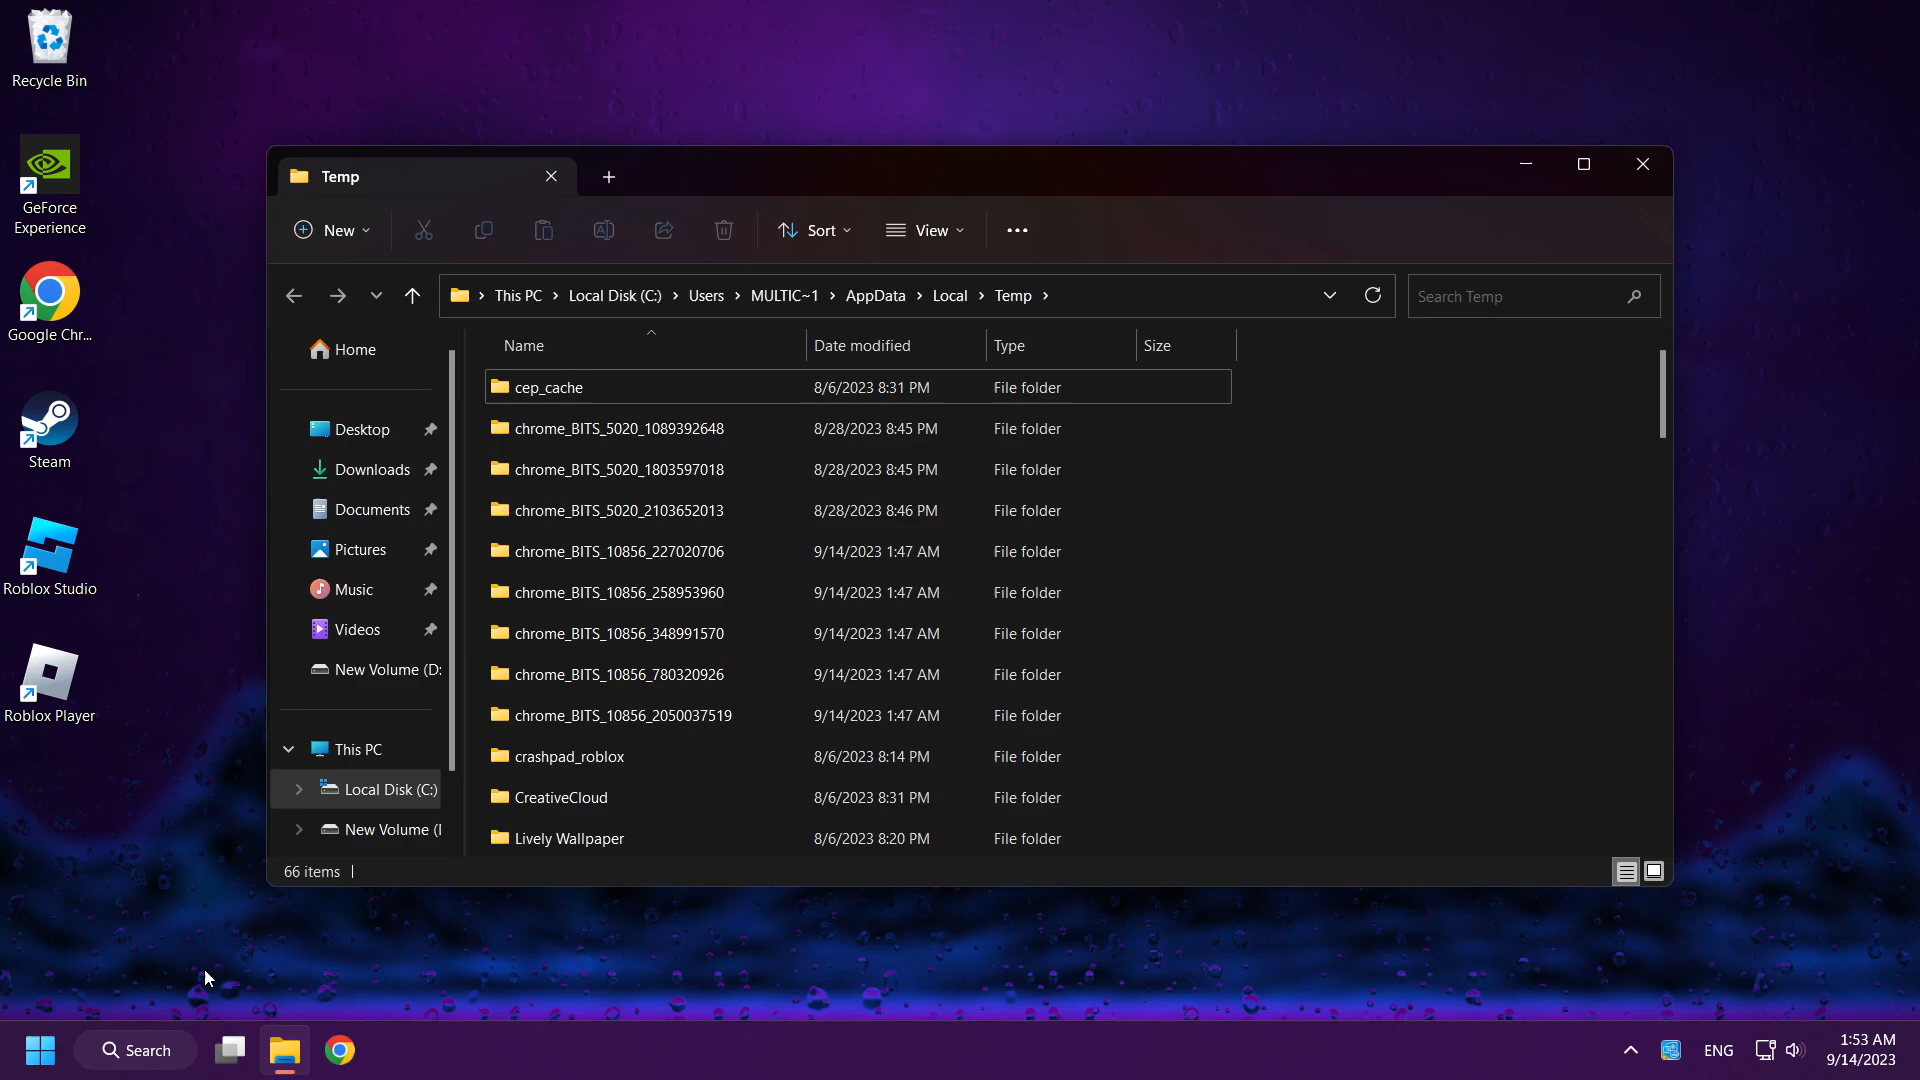 Recycle Bin
GeForce
Experience
Google Chr...
Steam
Roblox Studio
Roblox Player
Temp
New
Sort
View
This PC
Local Disk (C:)
Users
MULTIC~1
AppData
Local
Temp
Search Temp
Home
Desktop
Downloads
Documents
Pictures
Music
Videos
New Volume (D:
This PC
Local Disk (C:)
New Volume (I
Name Date modified Type Size
cep_cache 8/6/2023 8:31 PM File folder
chrome_BITS_5020_1089392648 8/28/2023 8:45 PM File folder
chrome_BITS_5020_1803597018 8/28/2023 8:45 PM File folder
chrome_BITS_5020_2103652013 8/28/2023 8:46 PM File folder
chrome_BITS_10856_227020706 9/14/2023 1:47 AM File folder
chrome_BITS_10856_258953960 9/14/2023 1:47 AM File folder
chrome_BITS_10856_348991570 9/14/2023 1:47 AM File folder
chrome_BITS_10856_780320926 9/14/2023 1:47 AM File folder
chrome_BITS_10856_2050037519 9/14/2023 1:47 AM File folder
crashpad_roblox 8/6/2023 8:14 PM File folder
CreativeCloud 8/6/2023 8:31 PM File folder
Lively Wallpaper 8/6/2023 8:20 PM File folder
66 items
Search
ENG
1:53 AM
9/14/2023